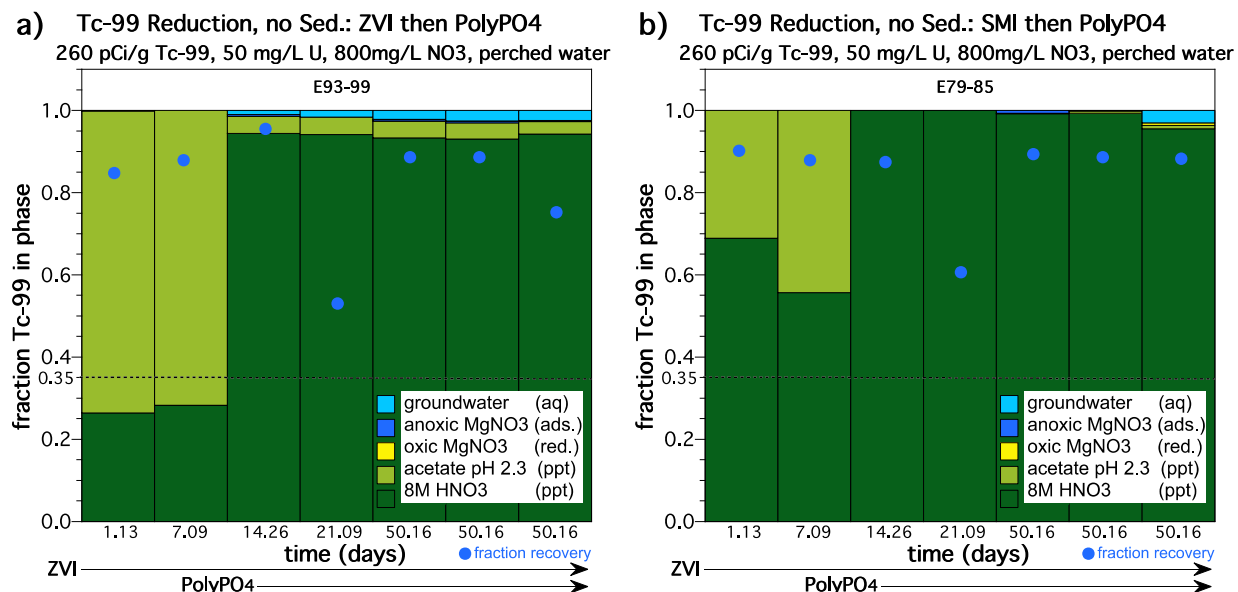 a) Tc-99 Reduction, no Sed.: ZVI then PolyPO4
260 pCi/g Tc-99, 50 mg/L U, 800mg/L NO3, perched water
E93-99
fraction Tc-99 in phase
1.0
0.8
0.6
0.4
0.35
0.2
0.0
groundwater (aq)
anoxic MgNO3 (ads.)
oxic MgNO3 (red.)
acetate pH 2.3 (ppt)
8M HNO3 (ppt)
1.13 7.09 14.26 21.09 50.16 50.16 50.16
time (days)
fraction recovery
ZVI
PolyPO4
b) Tc-99 Reduction, no Sed.: SMI then PolyPO4
260 pCi/g Tc-99, 50 mg/L U, 800mg/L NO3, perched water
E79-85
fraction Tc-99 in phase
1.0
0.8
0.6
0.4
0.35
0.2
0.0
groundwater (aq)
anoxic MgNO3 (ads.)
oxic MgNO3 (red.)
acetate pH 2.3 (ppt)
8M HNO3 (ppt)
1.13 7.09 14.26 21.09 50.16 50.16 50.16
time (days)
fraction recovery
ZVI
PolyPO4